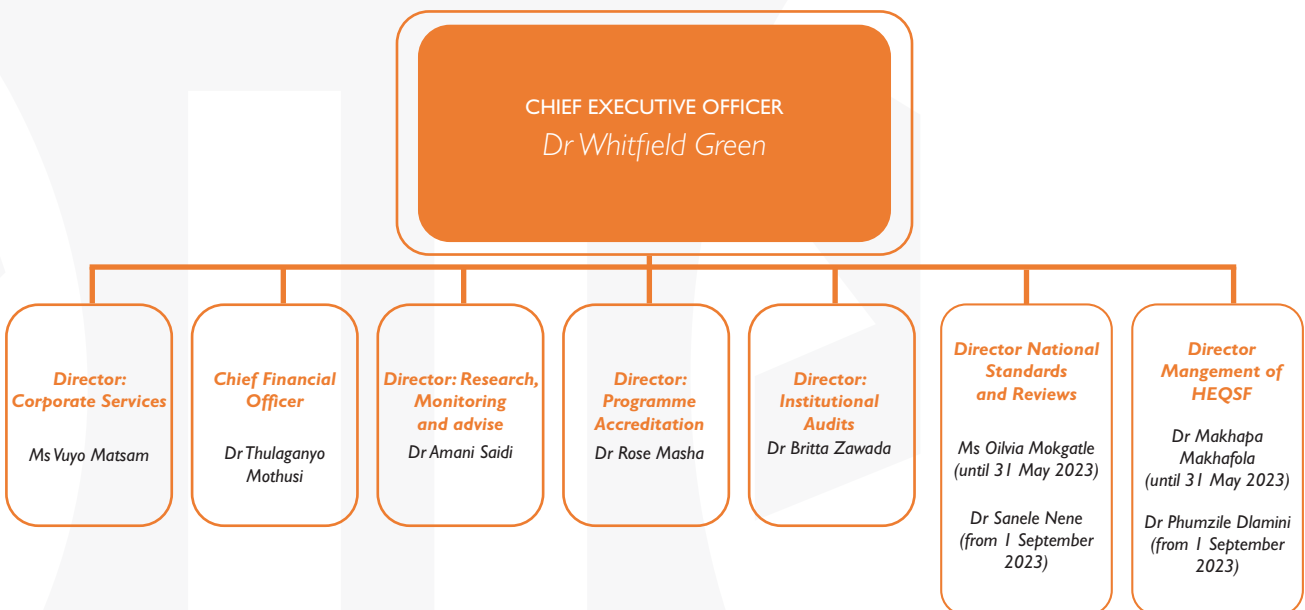 CHIEF EXECUTIVE OFFICER
Dr Whitfield Green
Director:
Corporate Services
Ms Vuyo Matsam
Chief Financial
Officer
Dr Thulaganyo
Mothusi
Director: Research,
Monitoring
and advise
Dr Amani Saidi
Director:
Programme
Accreditation
Dr Rose Masha
Director:
Institutional
Audits
Dr Britta Zawada
Director National
Standards
and Reviews
Ms Oilvia Mokgatle
(until 31 May 2023)
Dr Sanele Nene
(from 1 September
2023)
Director
Mangement of
HEQSF
Dr Makhapa
Makhafola
(until 31 May 2023)
Dr Phumzile Dlamini
(from 1 September
2023)